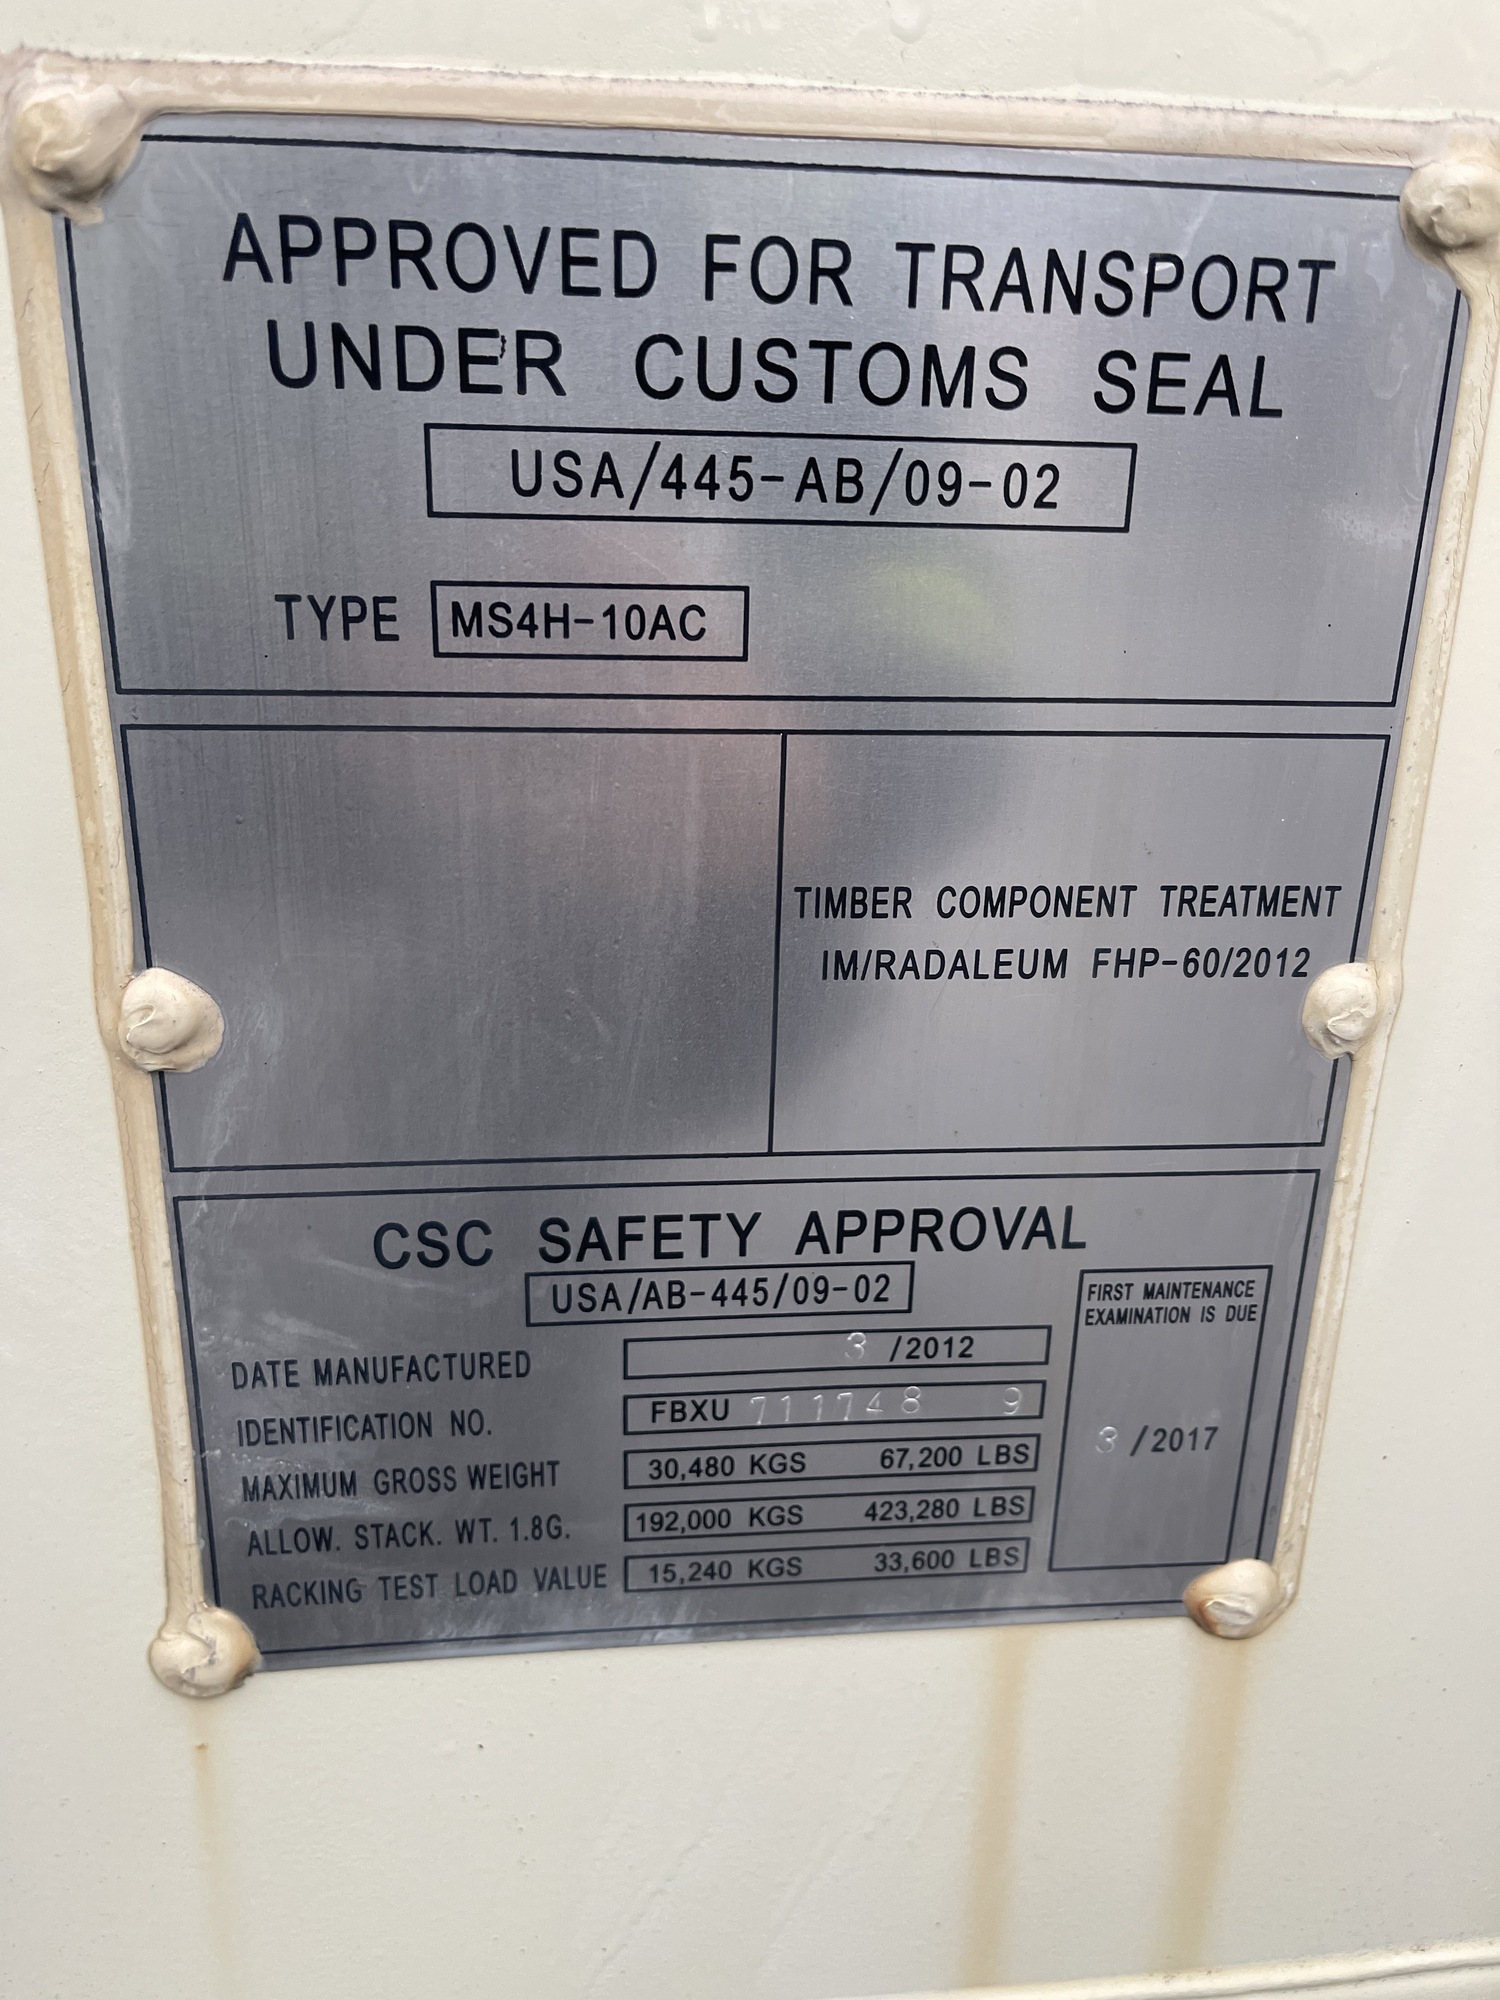 APPROVED FOR TRANSPORT
UNDER CUSTOMS SEAL
USA/445-AB/09-02
TYPE MS4H-10AC
TIMBER COMPONENT TREATMENT
IM/RADALEUM FHP-60/2012
CSC SAFETY APPROVAL
USA/AB-445/09-02
FIRST MAINTENANCE
EXAMINATION IS DUE
3 /2017
DATE MANUFACTURED 3 /2012
IDENTIFICATION NO. FBXU 711748 9
MAXIMUM GROSS WEIGHT 30,480 KGS 67,200 LBS
ALLOW. STACK. WT. 1.8G. 192,000 KGS 423,280 LBS
RACKING TEST LOAD VALUE 15,240 KGS 33,600 LBS